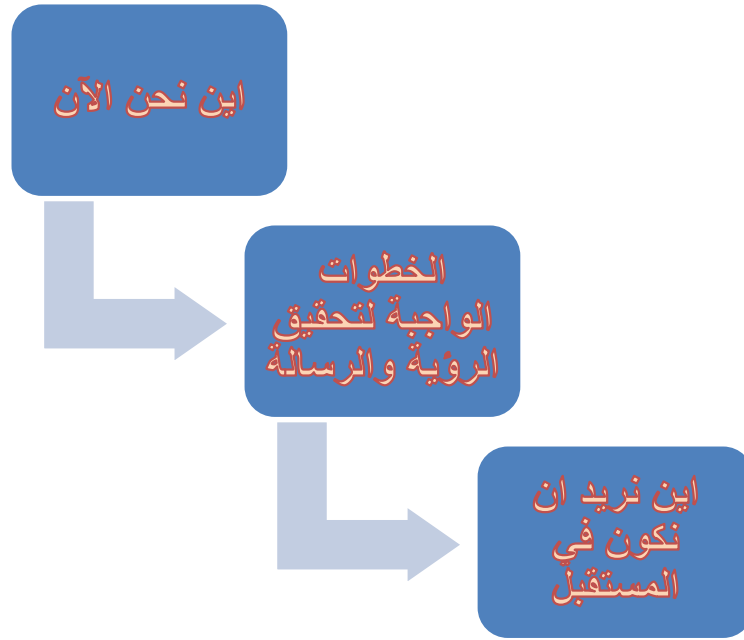 اين نحن الآن
الخطوات
الواجبة لتحقيق
الرؤية والرسالة
اين نريد ان
نكون في
المستقبل